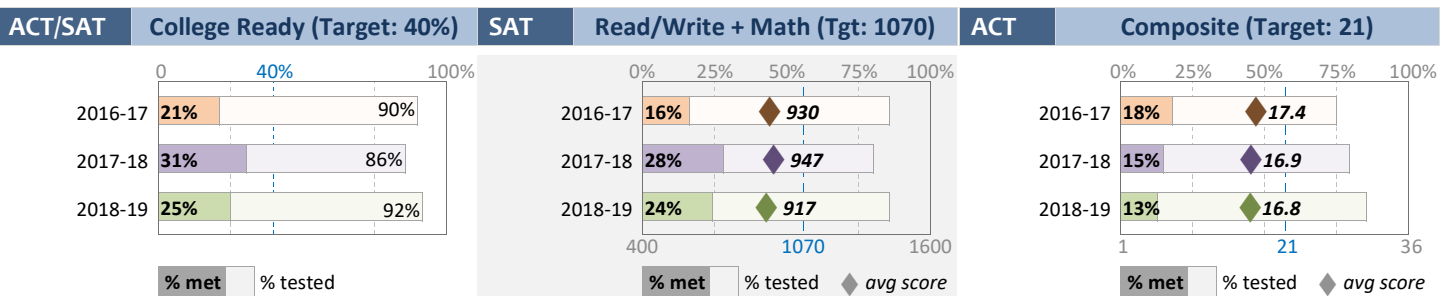 ACT/SAT College Ready (Target: 40%)
0 40% 100%
2016-17 21% 90%
2017-18 31% 86%
2018-19 25% 92%
% met % tested
SAT Read/Write + Math (Tgt: 1070)
0% 25% 50% 75% 100%
2016-17 16% 930
2017-18 28% 947
2018-19 24% 917
400 1070 1600
% met % tested avg score
ACT Composite (Target: 21)
0% 25% 50% 75% 100%
2016-17 18% 17.4
2017-18 15% 16.9
2018-19 13% 16.8
1 21 36
% met % tested avg score